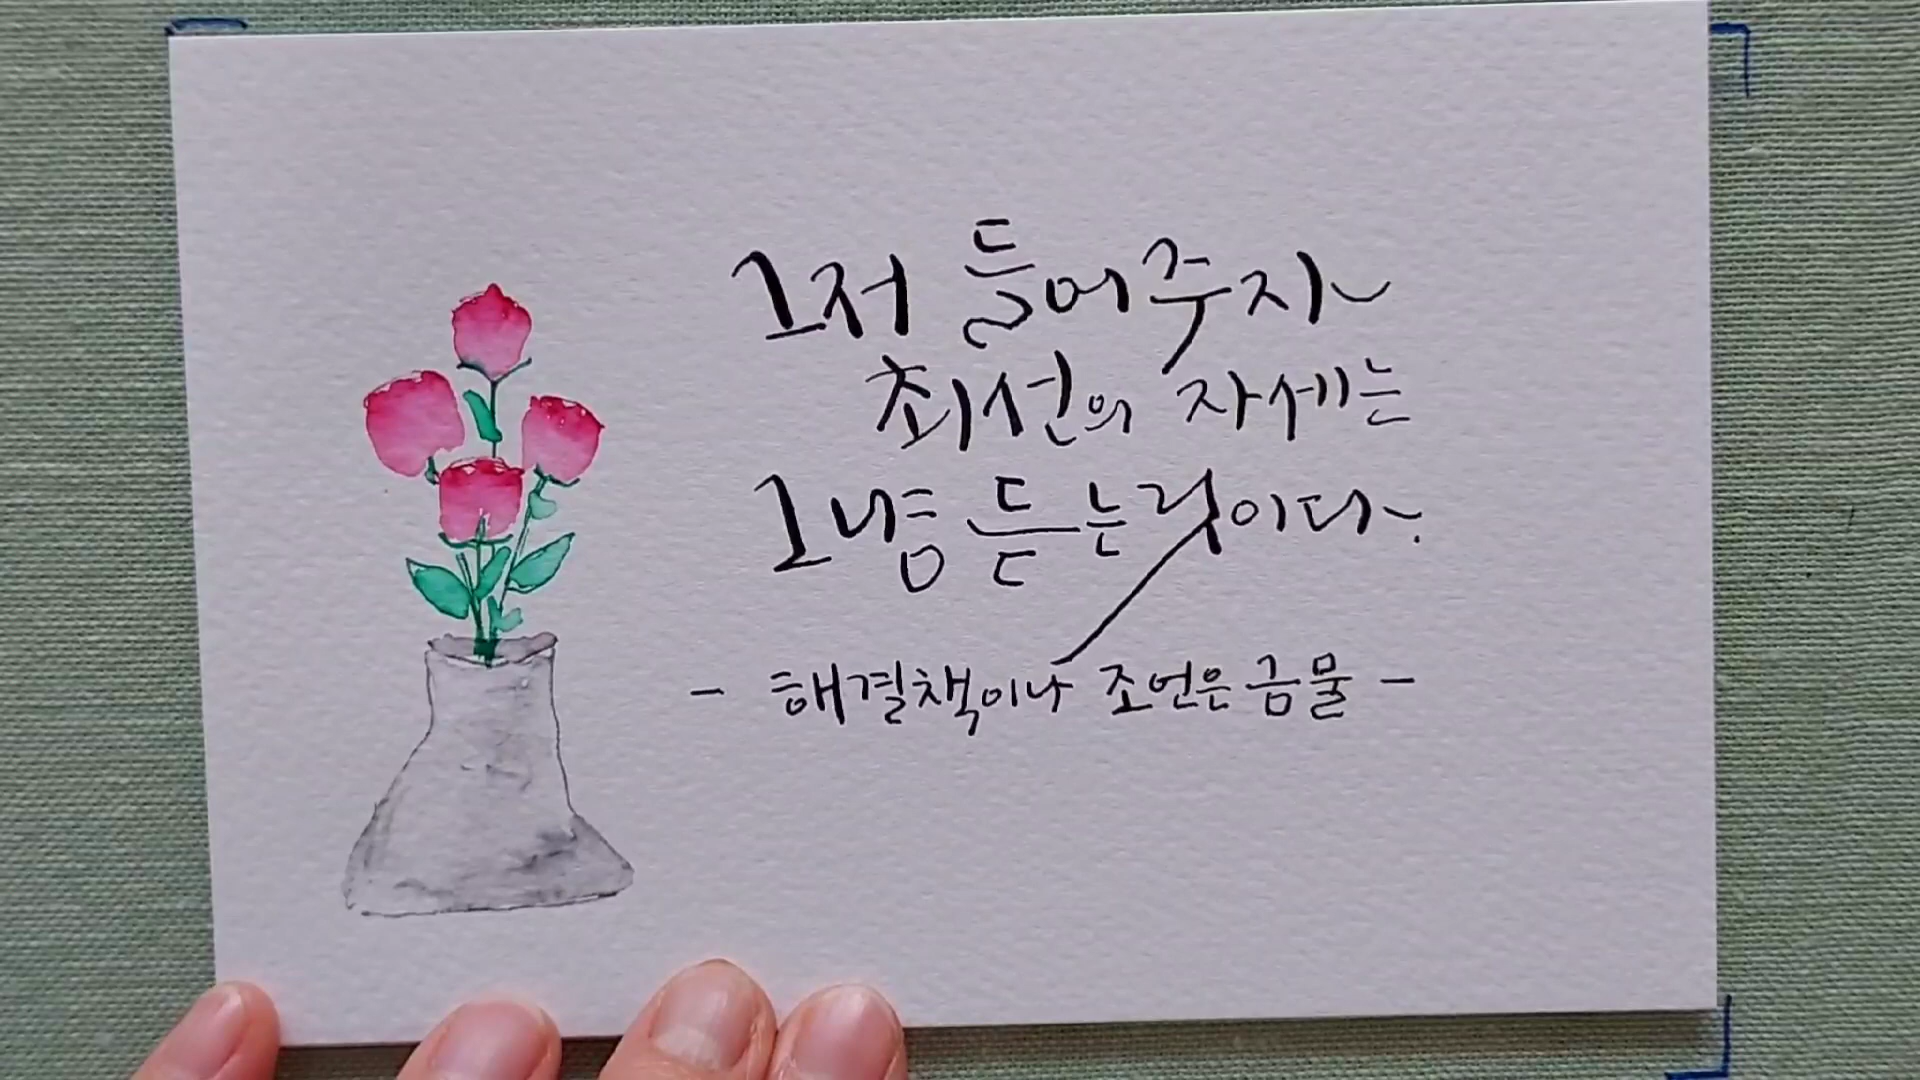 그저 들어주자
최선의 자세는
그냥 듣는 것이다.
- 해결책이나 조언은 금물 -